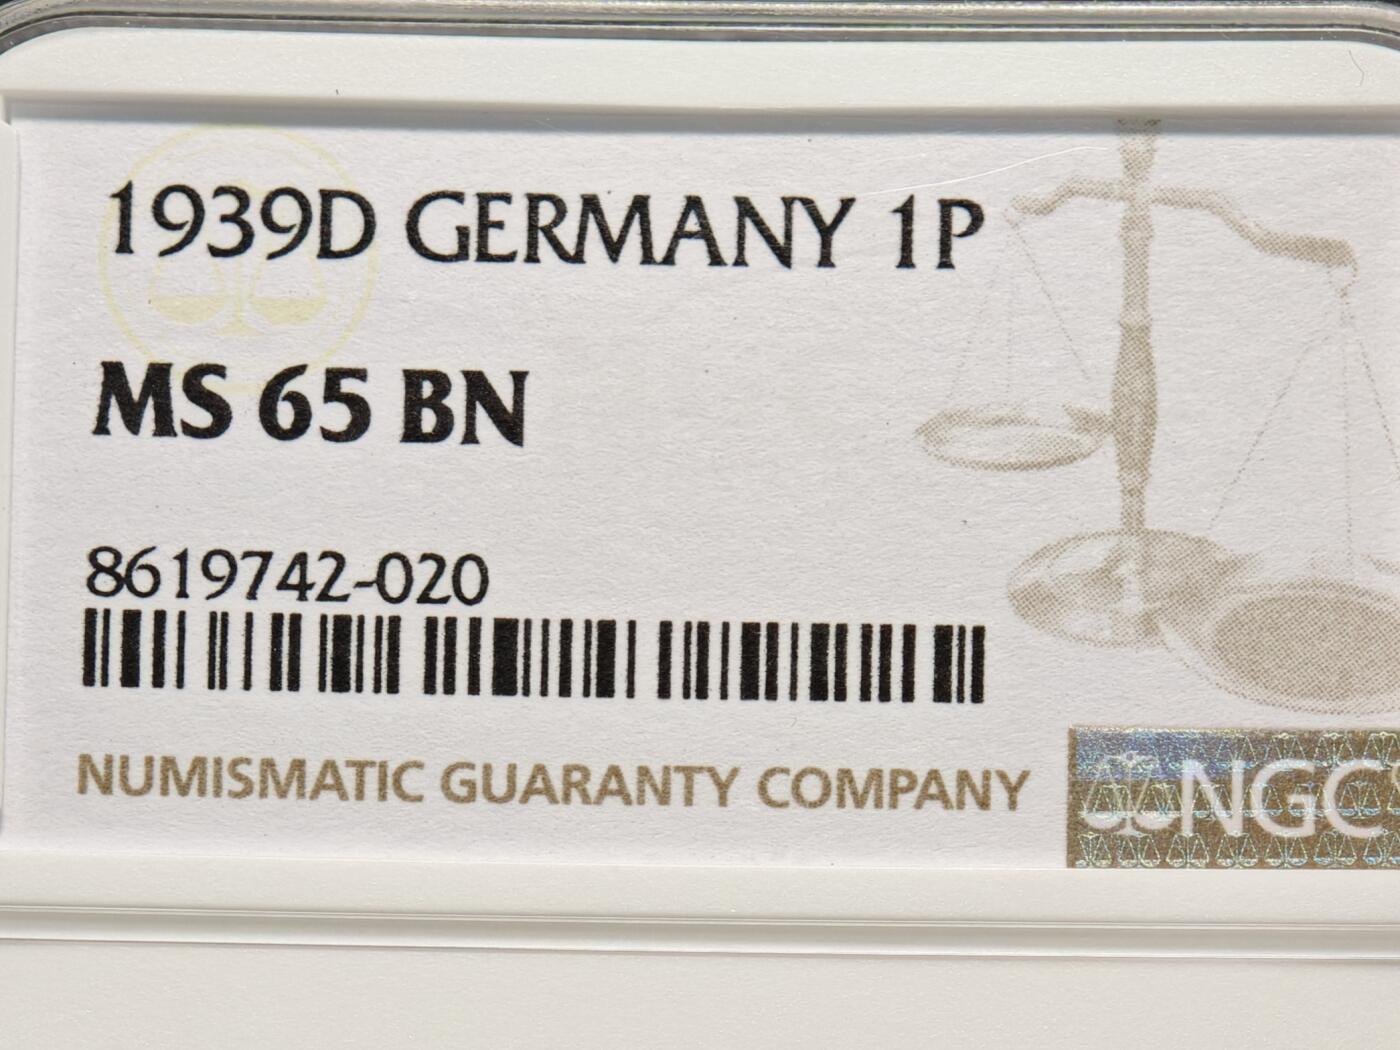 1939D GERMANY 1P
MS 65 BN
8619742-020
NUMISMATIC GUARANTY COMPANY
NGC